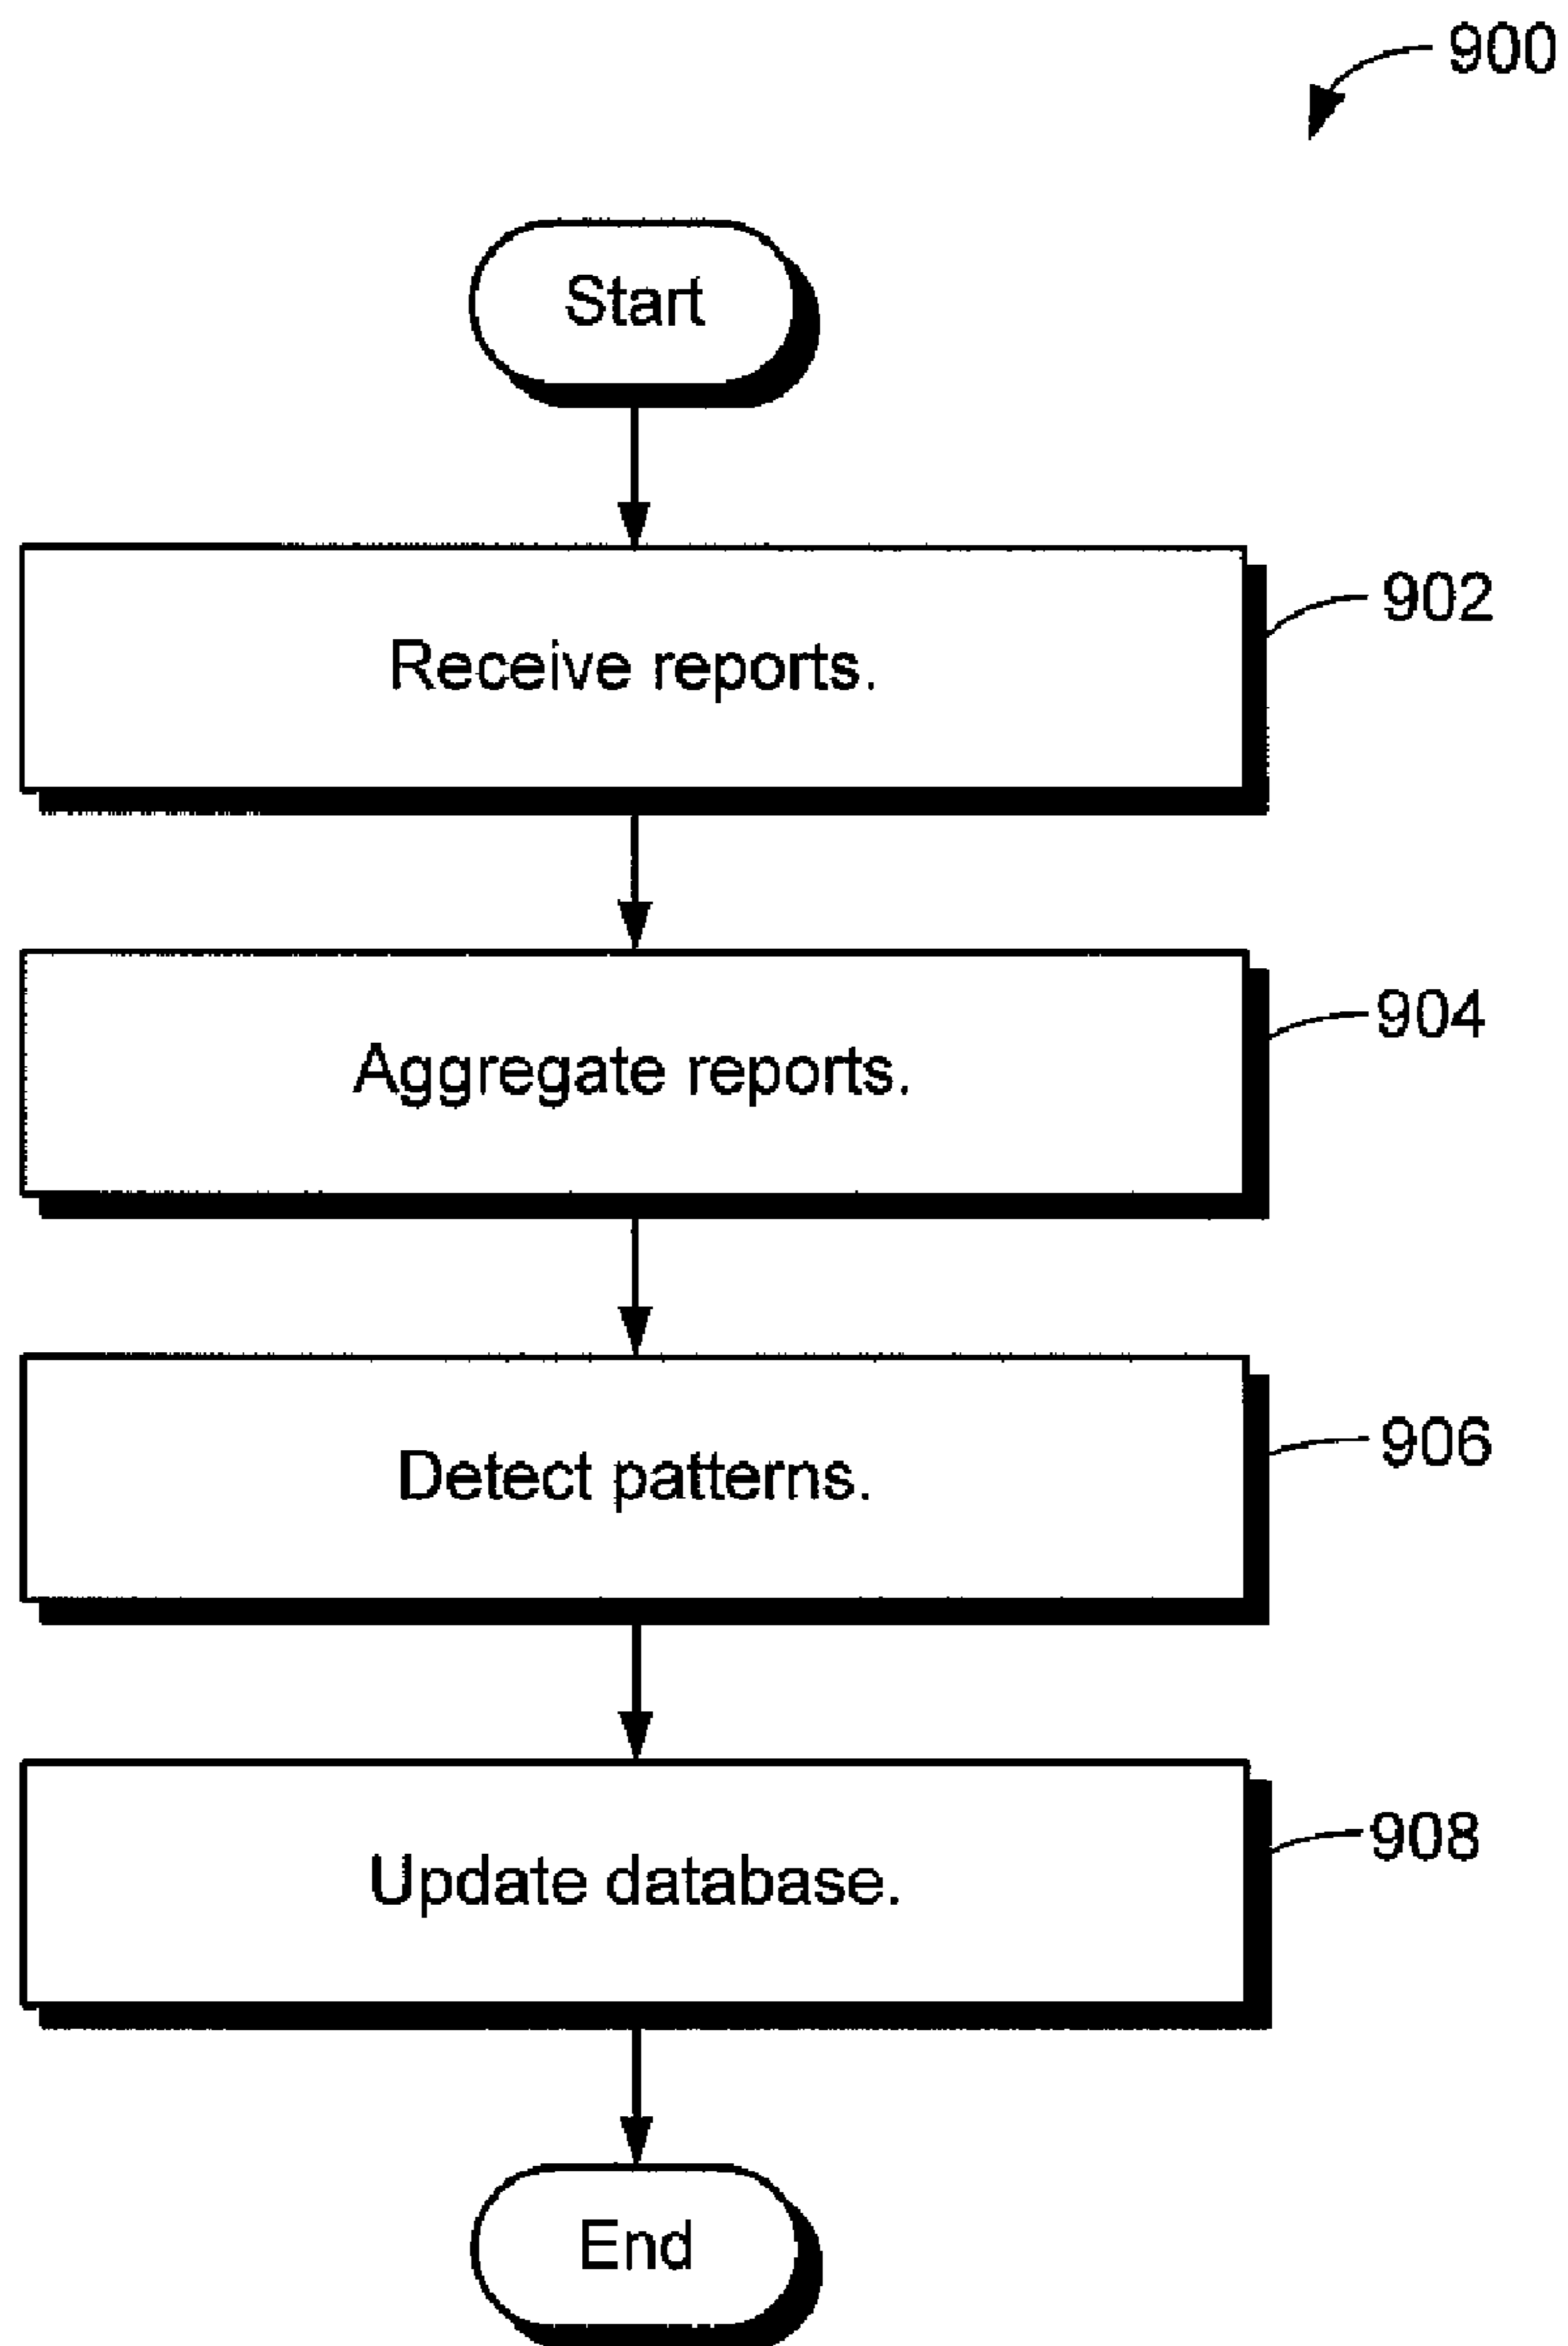 900
Start
Receive reports.
902
Aggregate reports.
904
Detect patterns.
906
Update database.
908
End